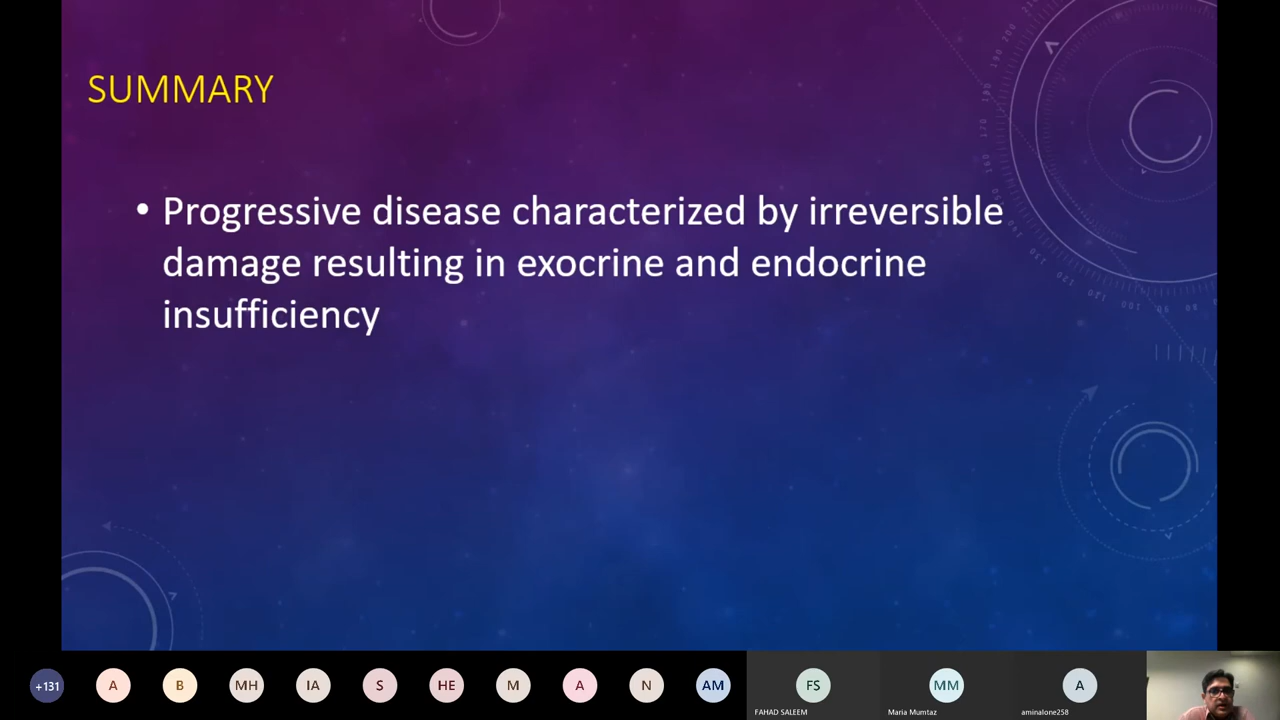 SUMMARY
• Progressive disease characterized by irreversible
damage resulting in exocrine and endocrine
insufficiency
+131 A B MH IA S HE M A N AM FS MM A
FAHAD SALEEM Maria Mumtaz aminalone258